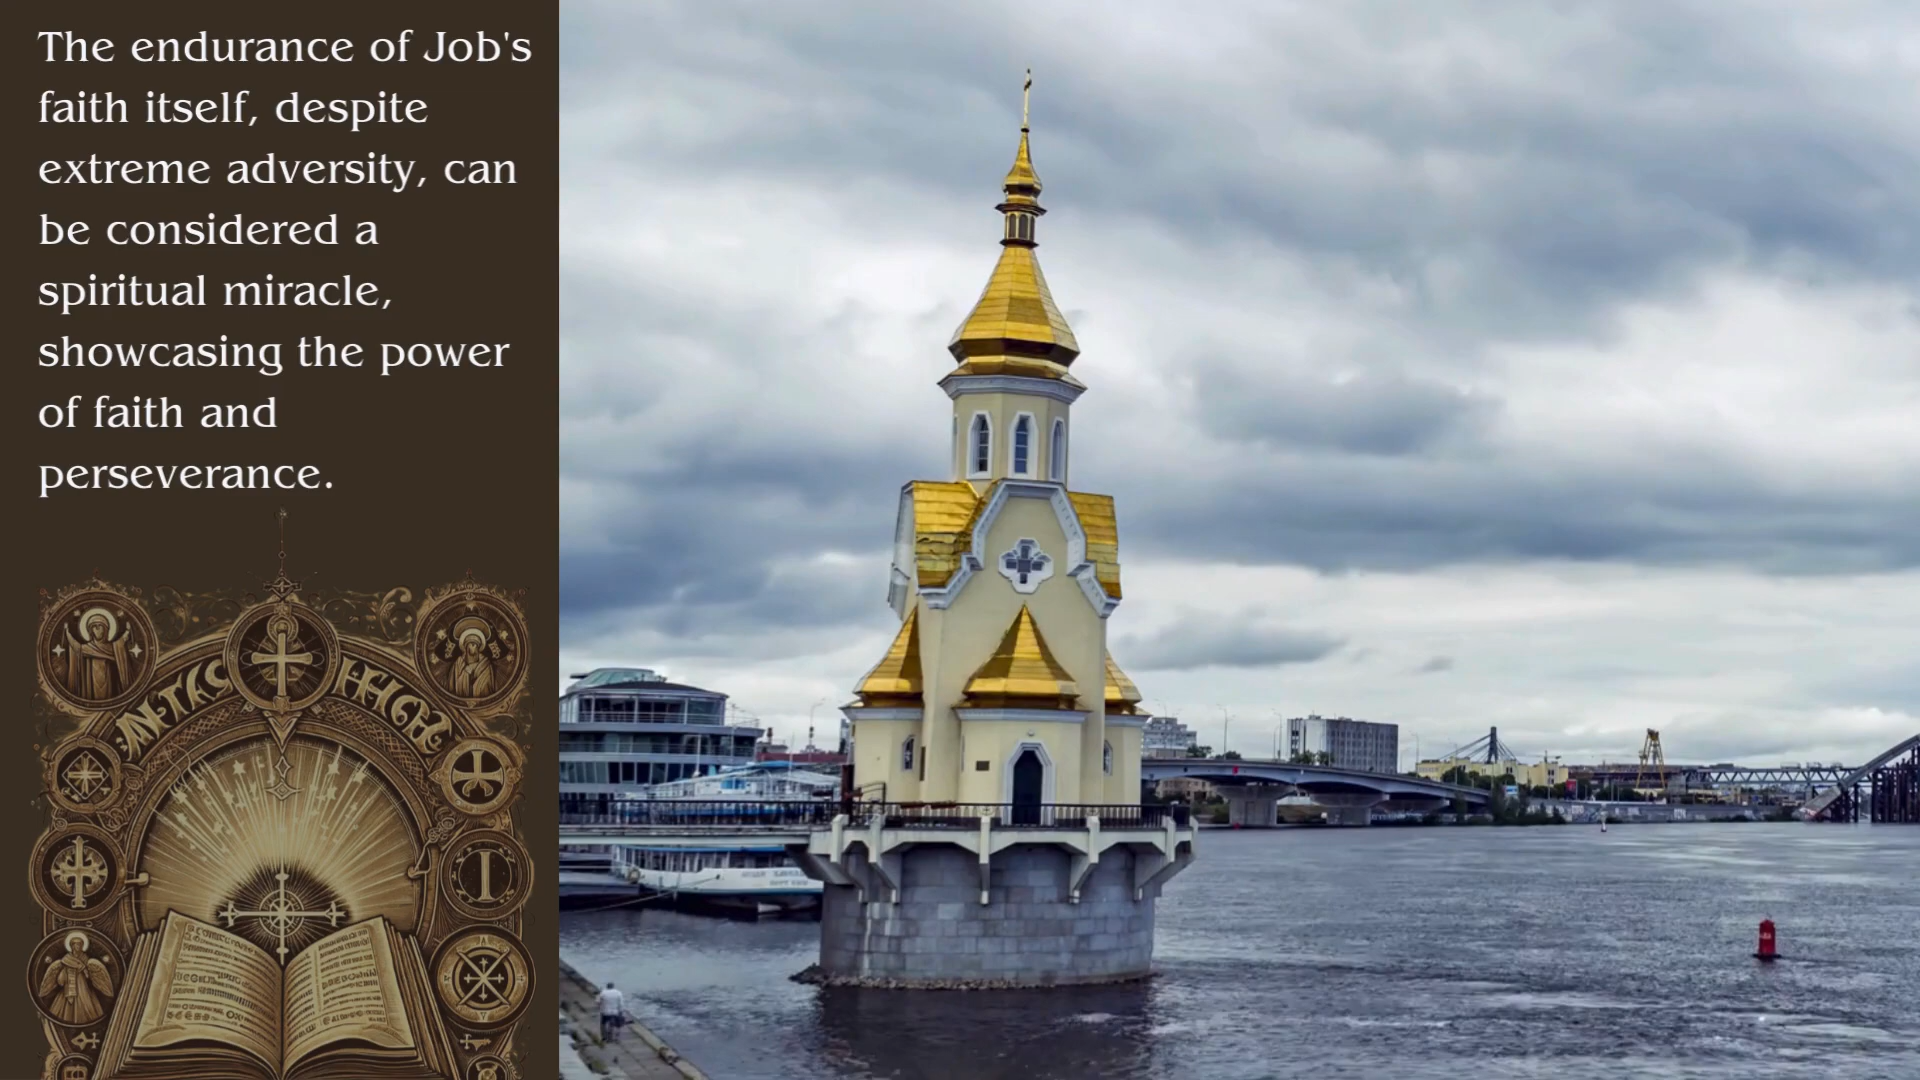 The endurance of Job's
faith itself, despite
extreme adversity, can
be considered a
spiritual miracle,
showcasing the power
of faith and
perseverance.